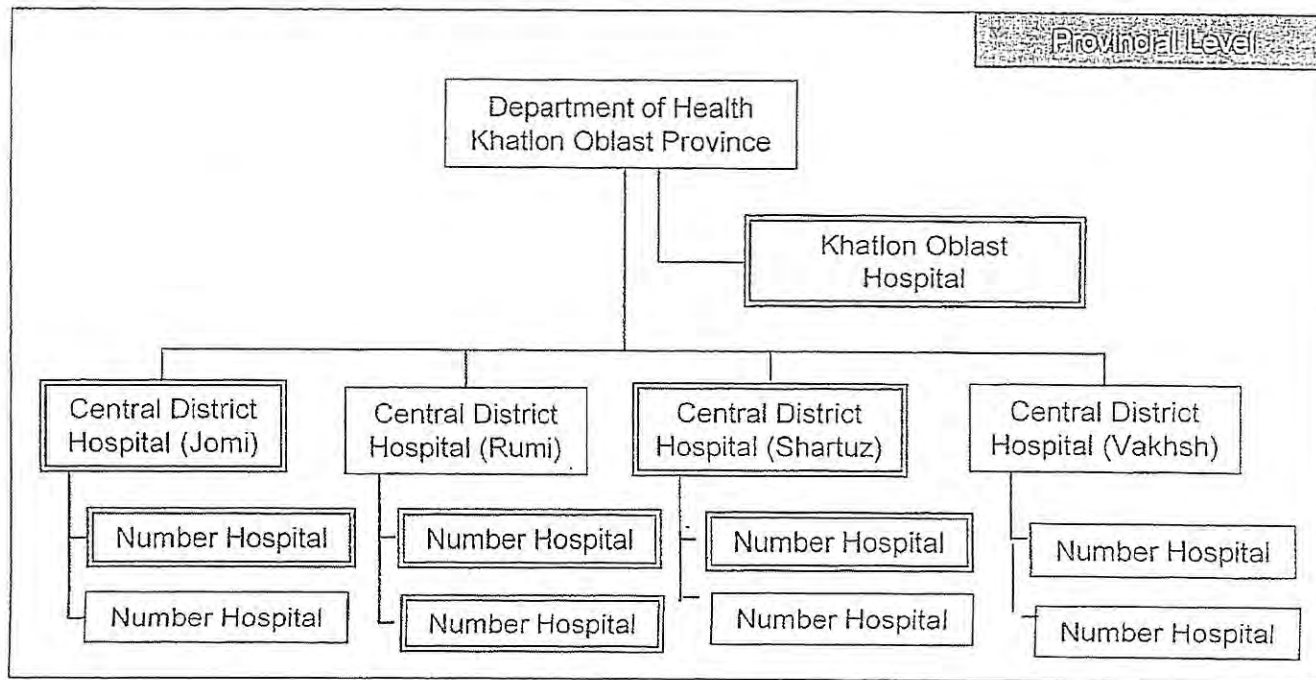 Provincial Level
Department of Health
Khatlon Oblast Province
Khatlon Oblast
Hospital
Central District
Hospital (Jomi)
Central District
Hospital (Rumi)
Central District
Hospital (Shartuz)
Central District
Hospital (Vakhsh)
Number Hospital
Number Hospital
Number Hospital
Number Hospital
Number Hospital
Number Hospital
Number Hospital
Number Hospital